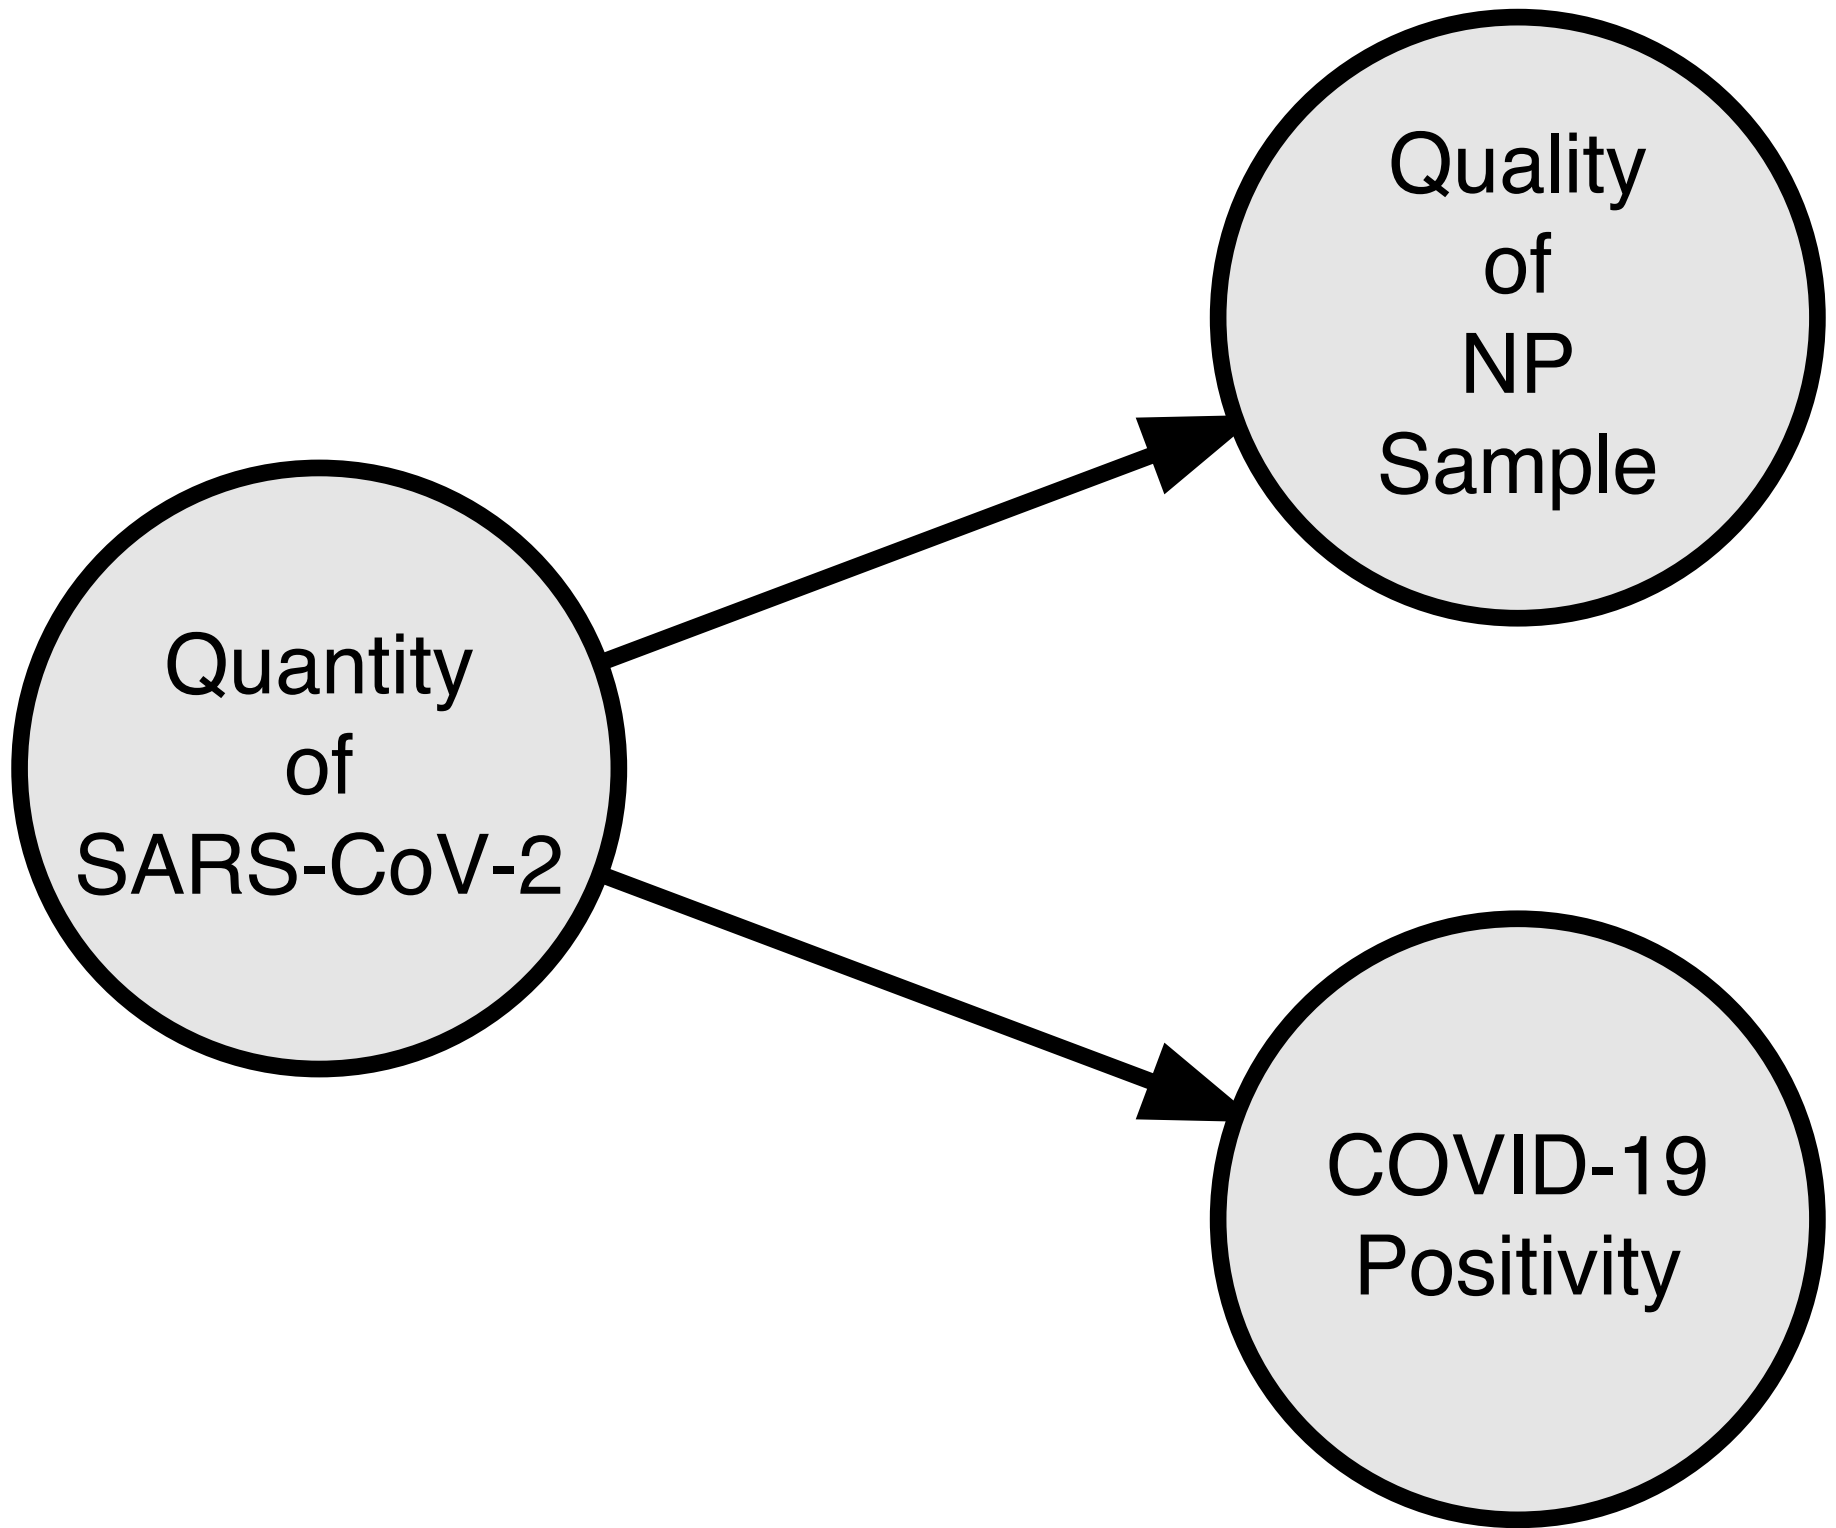 Quality
of
NP
Sample
Quantity
of
SARS-CoV-2
COVID-19
Positivity